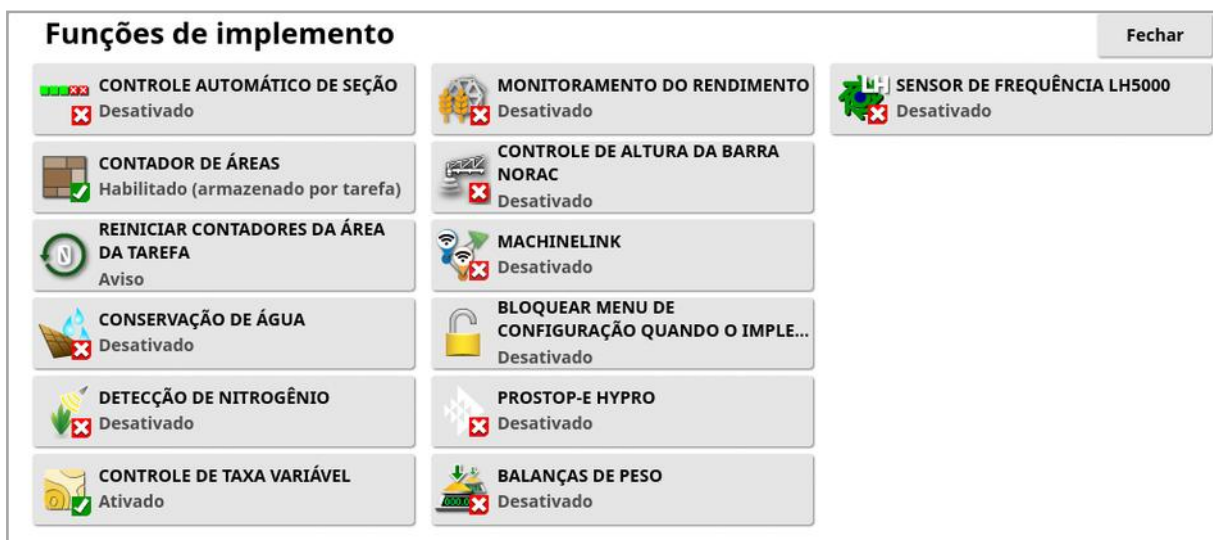 Funções de implemento
Fechar
CONTROLE AUTOMÁTICO DE SEÇÃO
Desativado
CONTADOR DE ÁREAS
Habilitado (armazenado por tarefa)
REINICIAR CONTADORES DA ÁREA
DA TAREFA
Aviso
CONSERVAÇÃO DE ÁGUA
Desativado
DETECÇÃO DE NITROGÊNIO
Desativado
CONTROLE DE TAXA VARIÁVEL
Ativado
MONITORAMENTO DO RENDIMENTO
Desativado
CONTROLE DE ALTURA DA BARRA
NORAC
Desativado
MACHINELINK
Desativado
BLOQUEAR MENU DE
CONFIGURAÇÃO QUANDO O IMPLE...
Desativado
PROSTOP-E HYPRO
Desativado
BALANÇAS DE PESO
Desativado
LH
SENSOR DE FREQUÊNCIA LH5000
Desativado